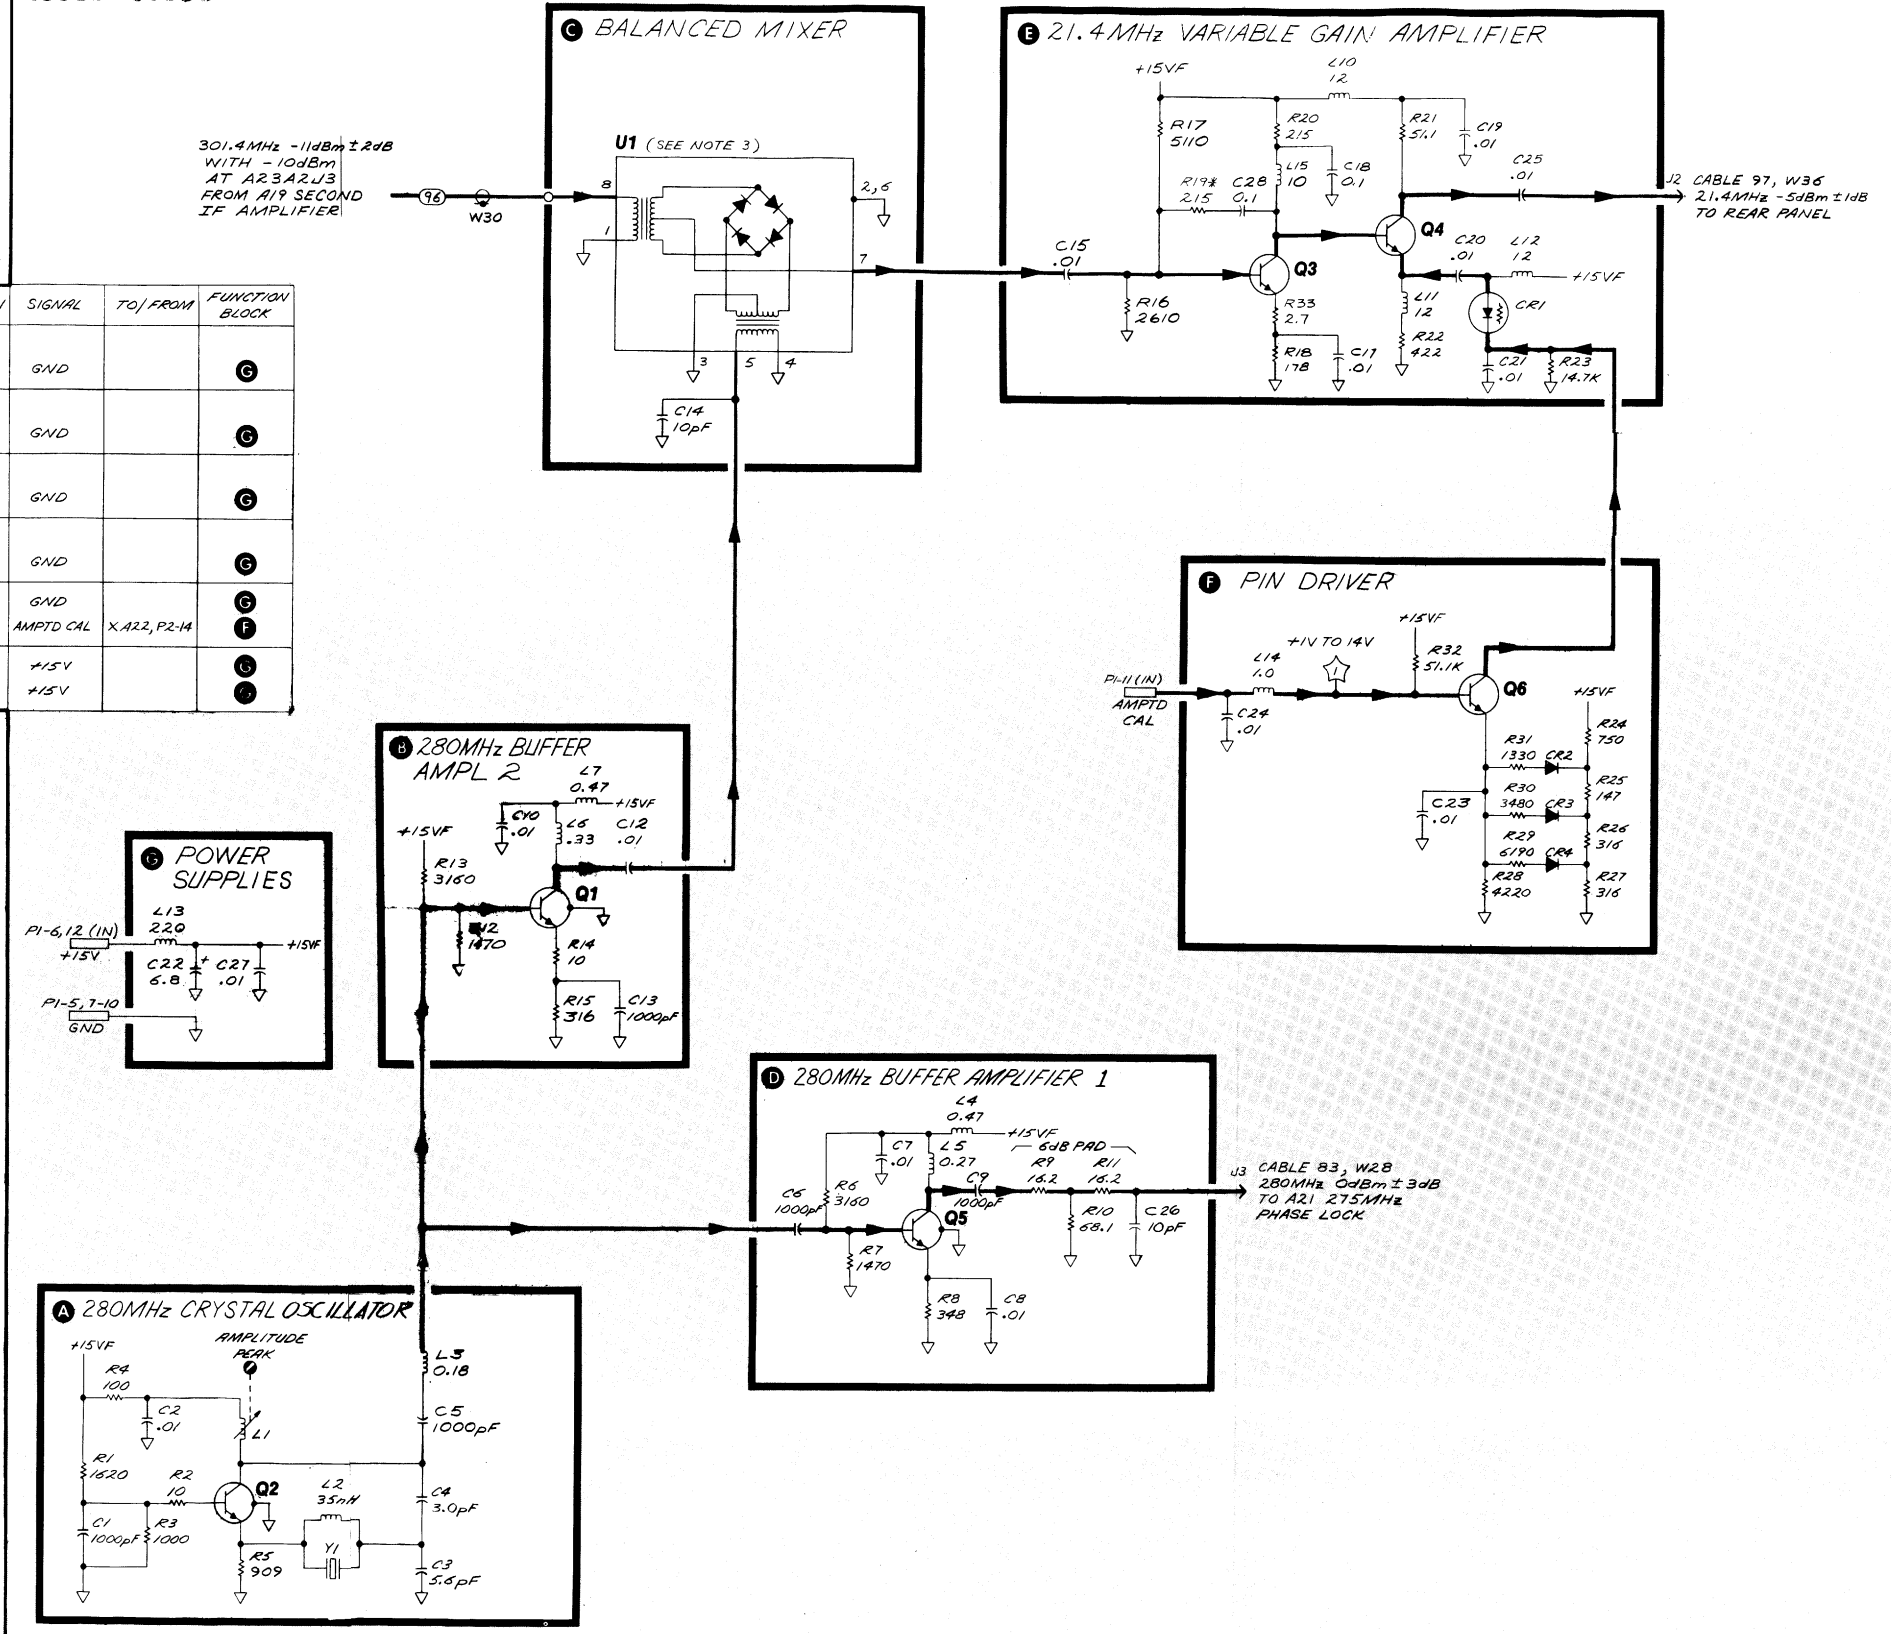 C BALANCED MIXER
U1 (SEE NOTE 3)
8
1
2,6
7
3
5
4
C14
10pF
301.4MHz -11dBm ± 2dB
WITH -10dBm
AT A23A2J3
FROM A19 SECOND
IF AMPLIFIER
96
W30
E 21.4MHz VARIABLE GAIN AMPLIFIER
+15VF
L10
12
R17
5110
R20
215
R21
51.1
C19
.01
L15
10
C18
0.1
R19*
215
C28
0.1
C25
.01
Q4
C15
.01
Q3
C20
.01
L12
12
+15VF
R16
2610
R33
2.7
L11
12
CR1
R18
178
C17
.01
R22
422
C21
.01
R23
14.7K
J2 CABLE 97, W36
21.4MHz -5dBm ± 1dB
TO REAR PANEL
SIGNAL TO/FROM FUNCTION
BLOCK
GND G
GND G
GND G
GND G
GND G
AMPTD CAL XA22, P2-14 F
+15V G
+15V G
F PIN DRIVER
+15VF
+1V TO 14V
1
L14
1.0
R32
51.1K
P1-11 (IN)
AMPTD
CAL
C24
.01
Q6
+15VF
R24
750
R31
1330 CR2
R25
147
R30
3480 CR3
C23
.01
R26
316
R29
6190 CR4
R28
4220
R27
316
B 280MHz BUFFER
AMPL 2
L7
0.47
+15VF
.01
L6
.33
C12
.01
+15VF
R13
3160
Q1
1470
R14
10
R15
316
C13
1000pF
G POWER
SUPPLIES
L13
220
P1-6,12 (IN)
+15V
+15VF
C22
6.8
+
C27
.01
P1-5, 7-10
GND
D 280MHz BUFFER AMPLIFIER 1
L4
0.47
+15VF
C7
.01
L5
0.27
6dB PAD
R9
16.2
R11
16.2
C6
1000pF
R6
3160
C9
1000pF
Q5
R10
68.1
C26
10pF
R7
1470
R8
348
C8
.01
J3 CABLE 83, W28
280MHz 0dBm ± 3dB
TO A21 275MHz
PHASE LOCK
A 280MHz CRYSTAL OSCILLATOR
+15VF
AMPLITUDE
PEAK
R4
100
L3
0.18
C2
.01
L1
C5
1000pF
R1
1620
R2
10
Q2
L2
35nH
C4
3.0pF
C1
1000pF
R3
1000
Y1
R5
909
C3
5.6pF